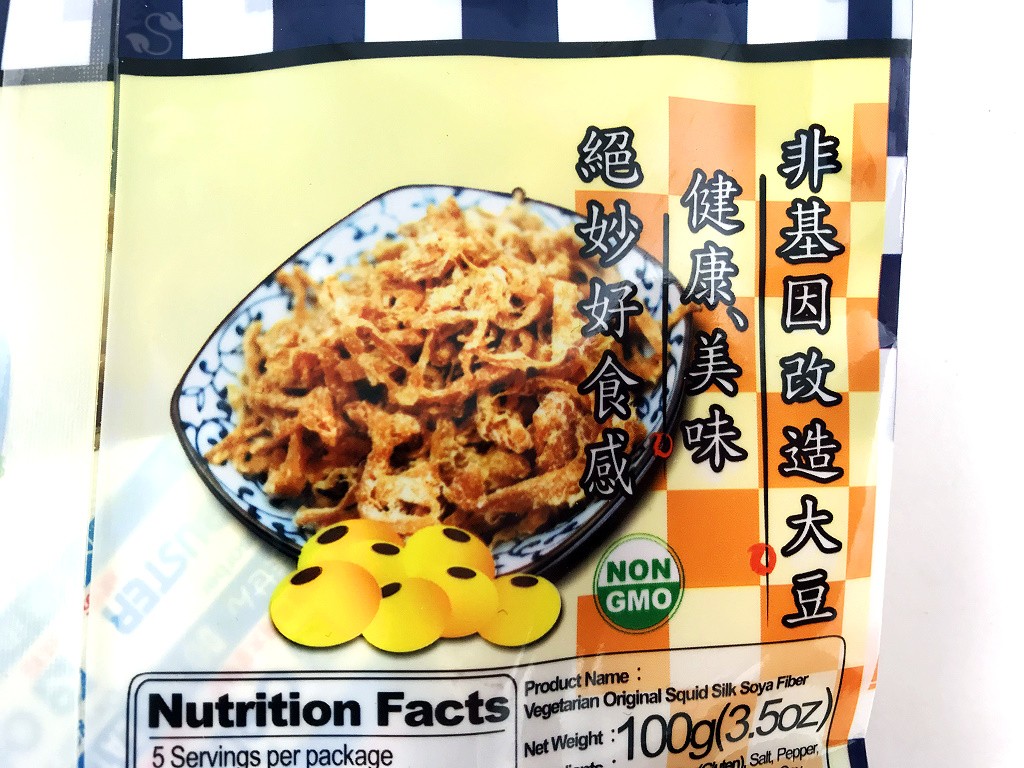 非基因改造大豆
健康、美味
絕妙好食感
NON
GMO
Nutrition Facts
5 Servings per package
Product Name：
Vegetarian Original Squid Silk Soya Fiber
Net Weight：100g(3.5oz)
(Gluten), Salt, Pepper,